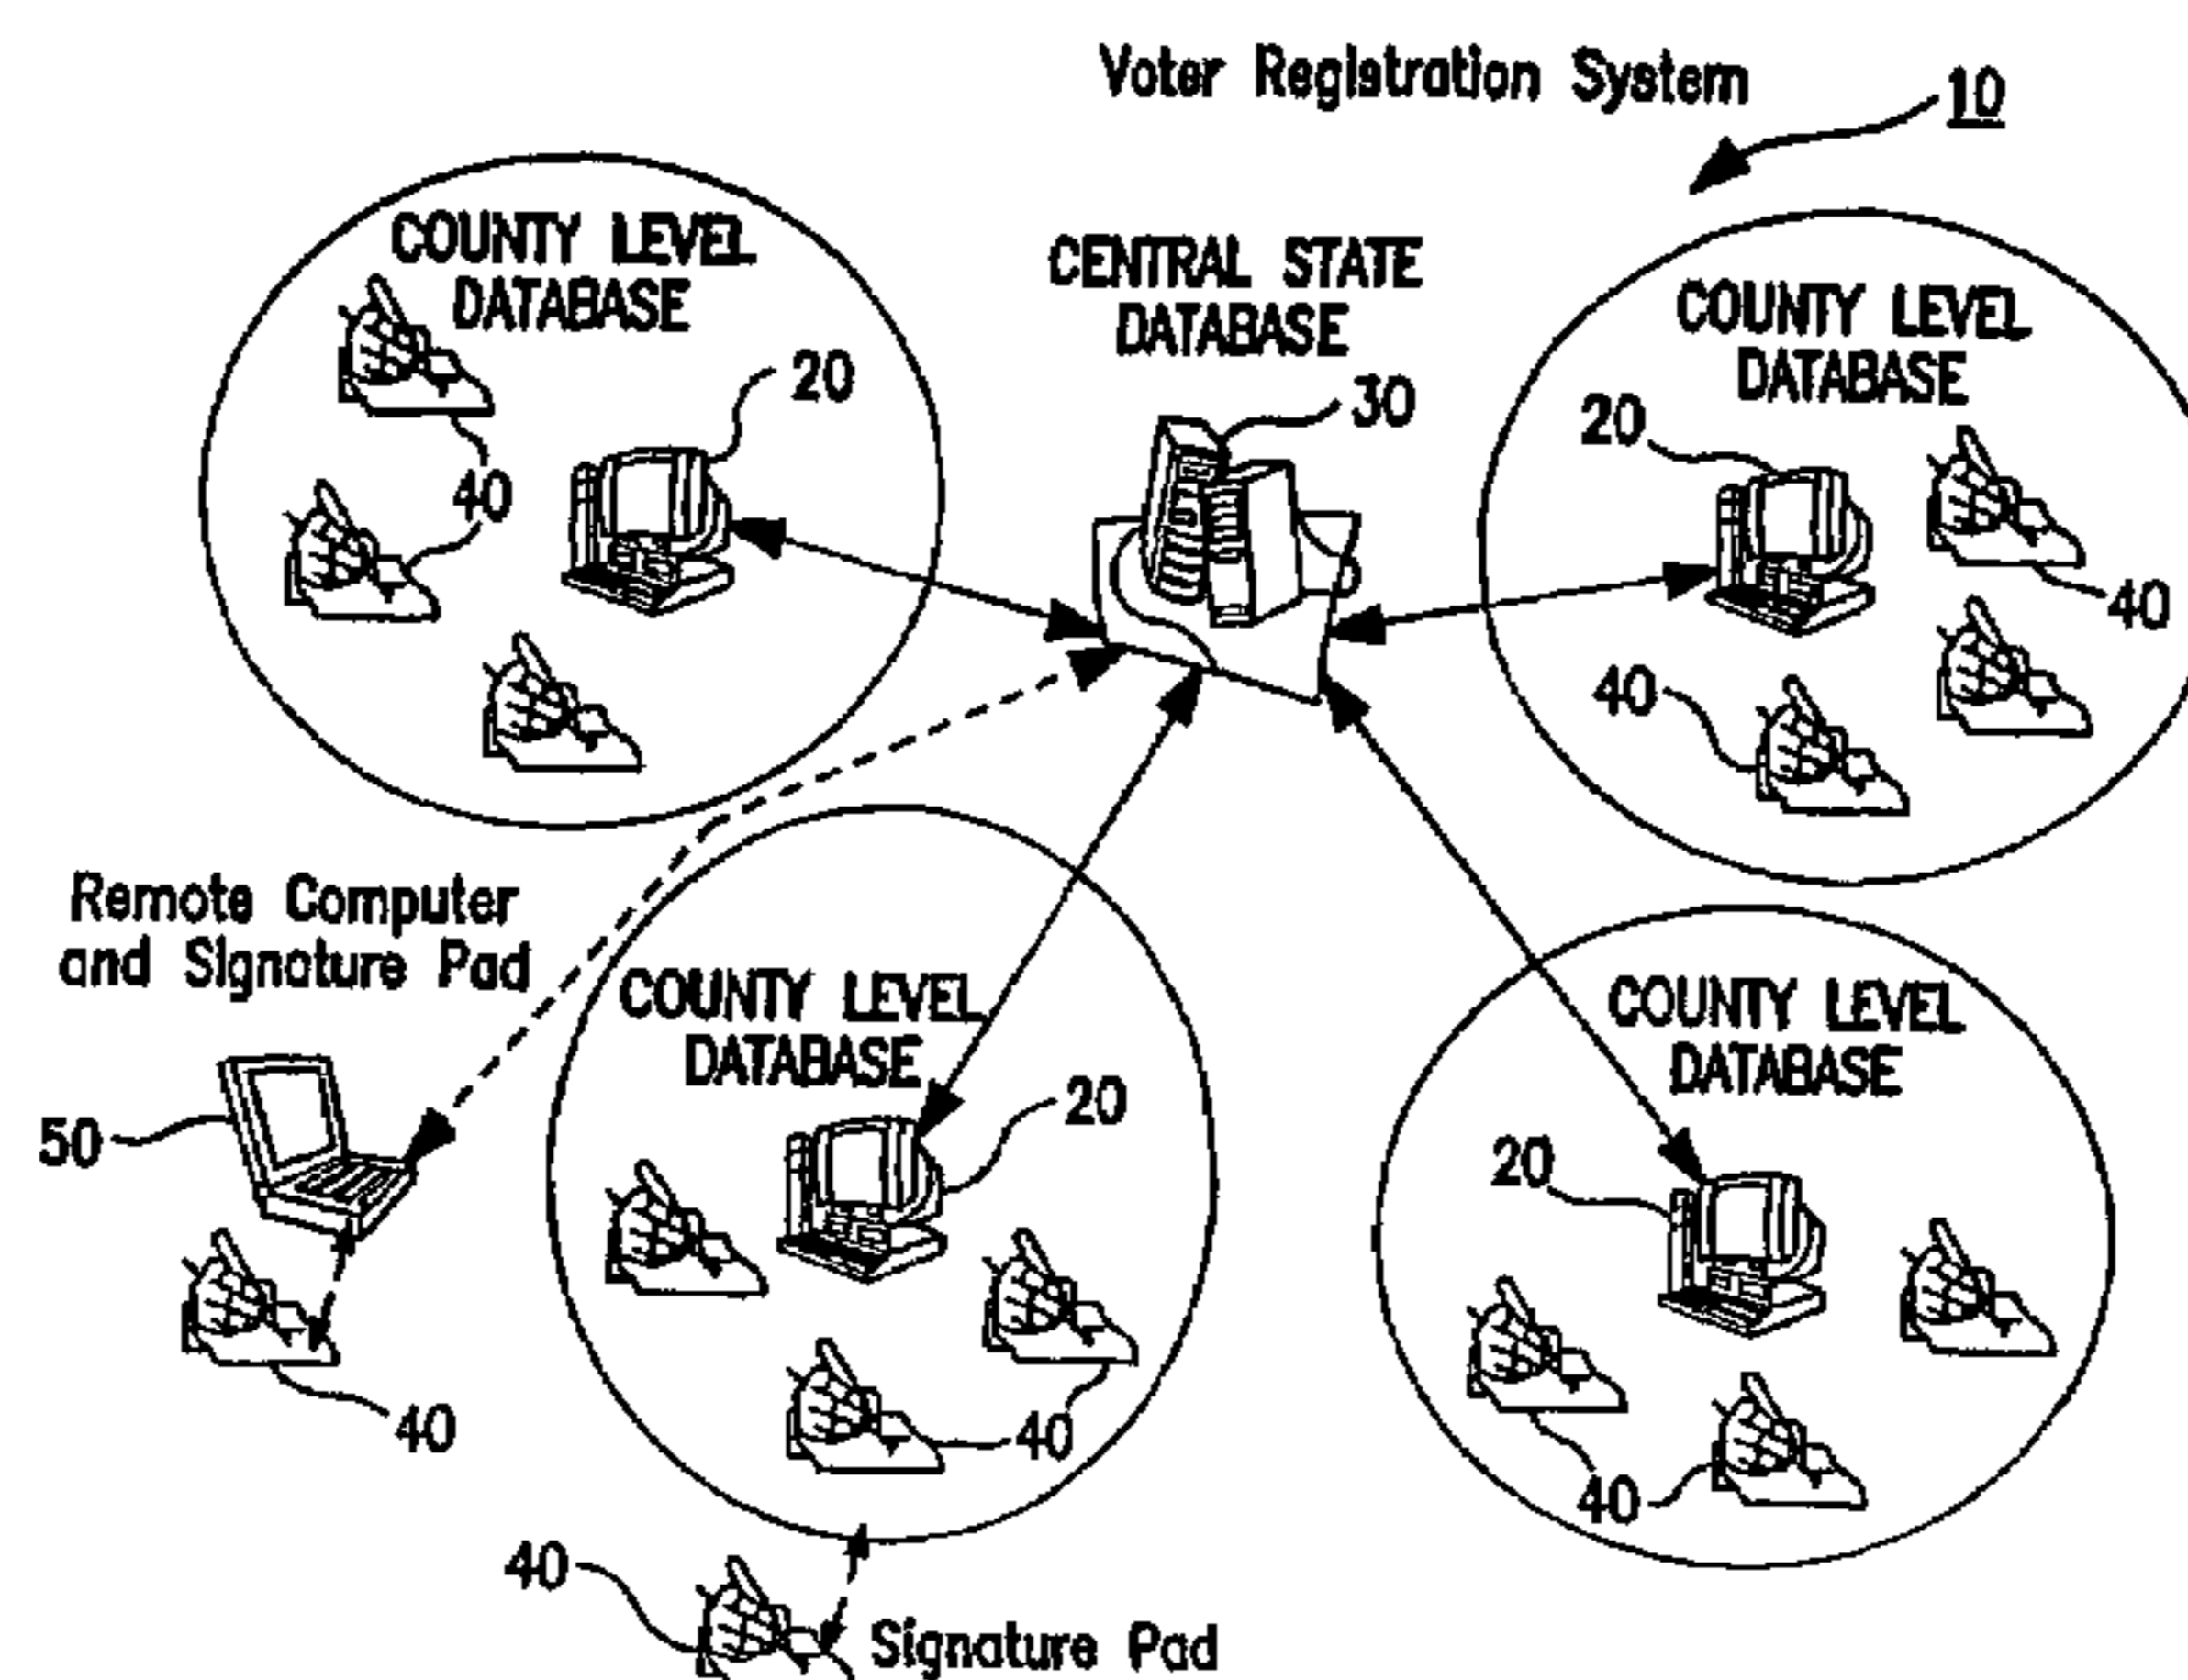 Voter Registration System
10
COUNTY LEVEL
DATABASE
20
40
CENTRAL STATE
DATABASE
30
COUNTY LEVEL
DATABASE
20
40
40
Remote Computer
and Signature Pad
50
40
COUNTY LEVEL
DATABASE
20
40
COUNTY LEVEL
DATABASE
20
40
40
Signature Pad